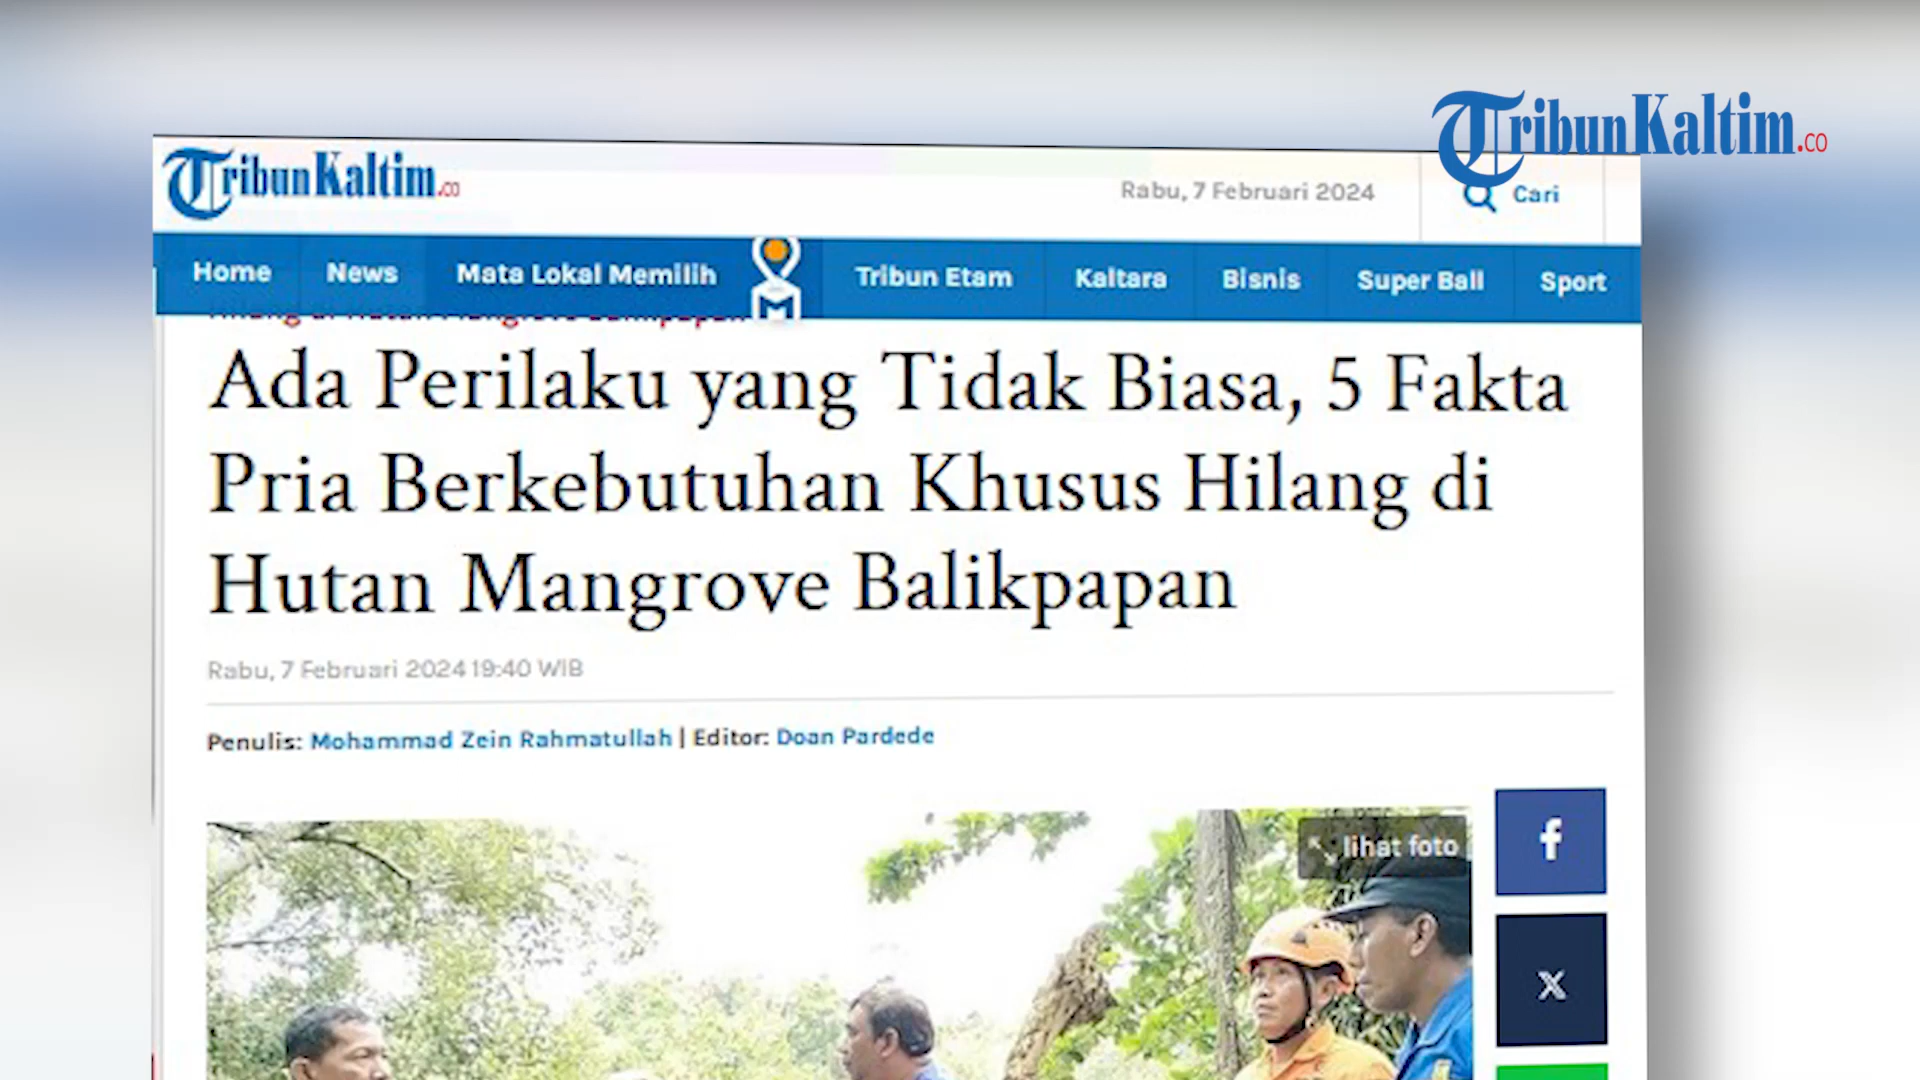 TribunKaltim.co
TribunKaltim.co
Rabu, 7 Februari 2024
Cari
Home
News
Mata Lokal Memilih
Tribun Etam
Kaltara
Bisnis
Super Ball
Sport
Ada Perilaku yang Tidak Biasa, 5 Fakta
Pria Berkebutuhan Khusus Hilang di
Hutan Mangrove Balikpapan
Rabu, 7 Februari 2024 19:40 WIB
Penulis: Mohammad Zein Rahmatullah | Editor: Doan Pardede
lihat foto